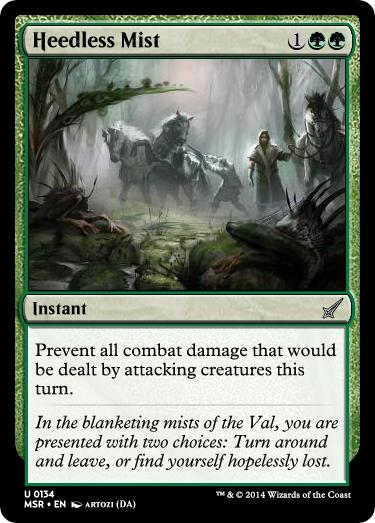 Heedless Mist 1
Instant
Prevent all combat damage that would
be dealt by attacking creatures this
turn.
In the blanketing mists of the Val, you are
presented with two choices: Turn around
and leave, or find yourself hopelessly lost.
U 0134
MSR • EN ARTOZI (DA)
™ & © 2014 Wizards of the Coast